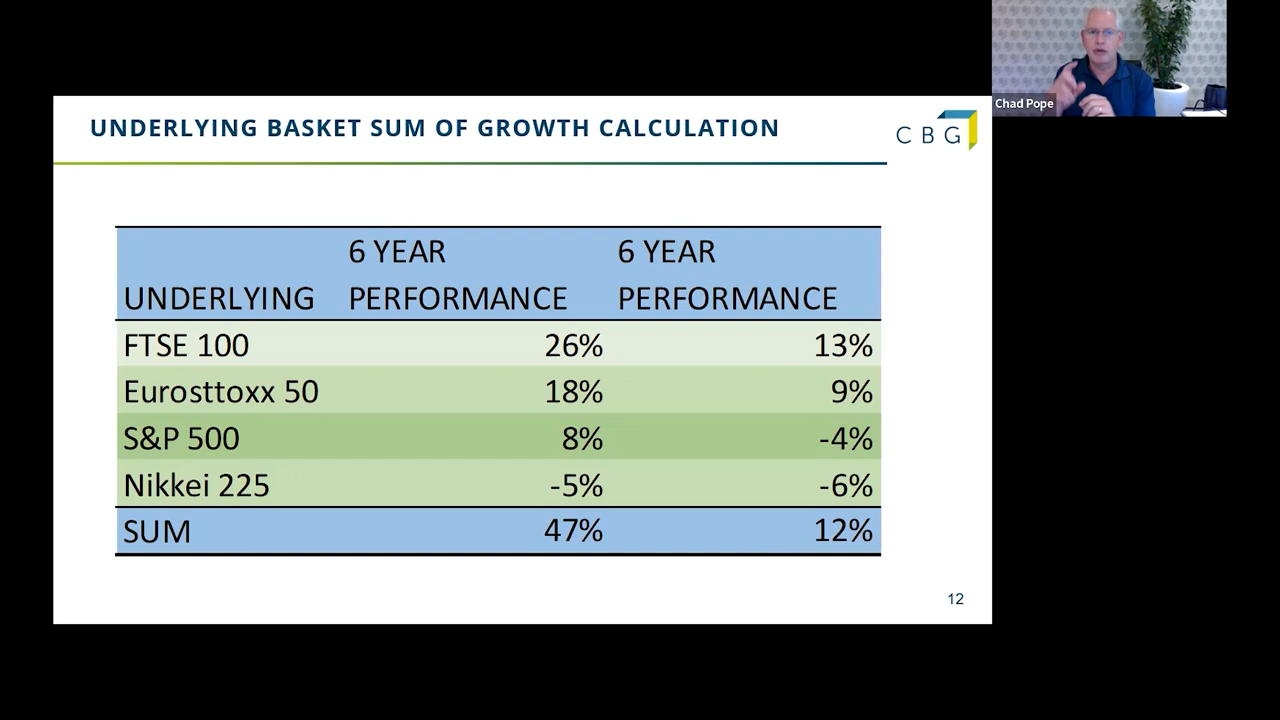 UNDERLYING BASKET SUM OF GROWTH CALCULATION
CBG
Chad Pope
6 YEAR 6 YEAR
UNDERLYING PERFORMANCE PERFORMANCE
FTSE 100 26% 13%
Eurosttoxx 50 18% 9%
S&P 500 8% -4%
Nikkei 225 -5% -6%
SUM 47% 12%
12